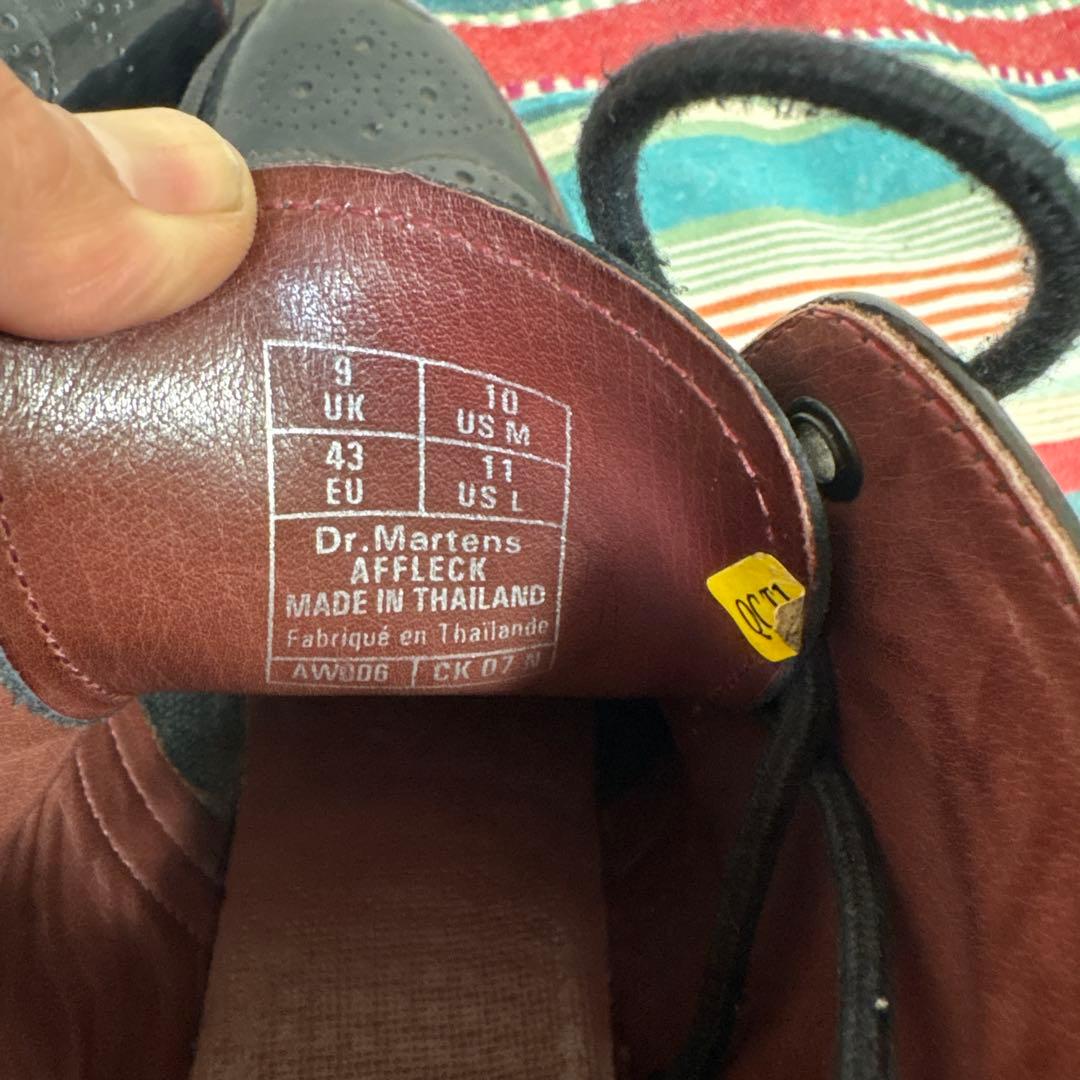 9 10
UK US M
43 11
EU US L
Dr.Martens
AFFLECK
MADE IN THAILAND
Fabriqué en Thaïlande
AW006 CK 07 N